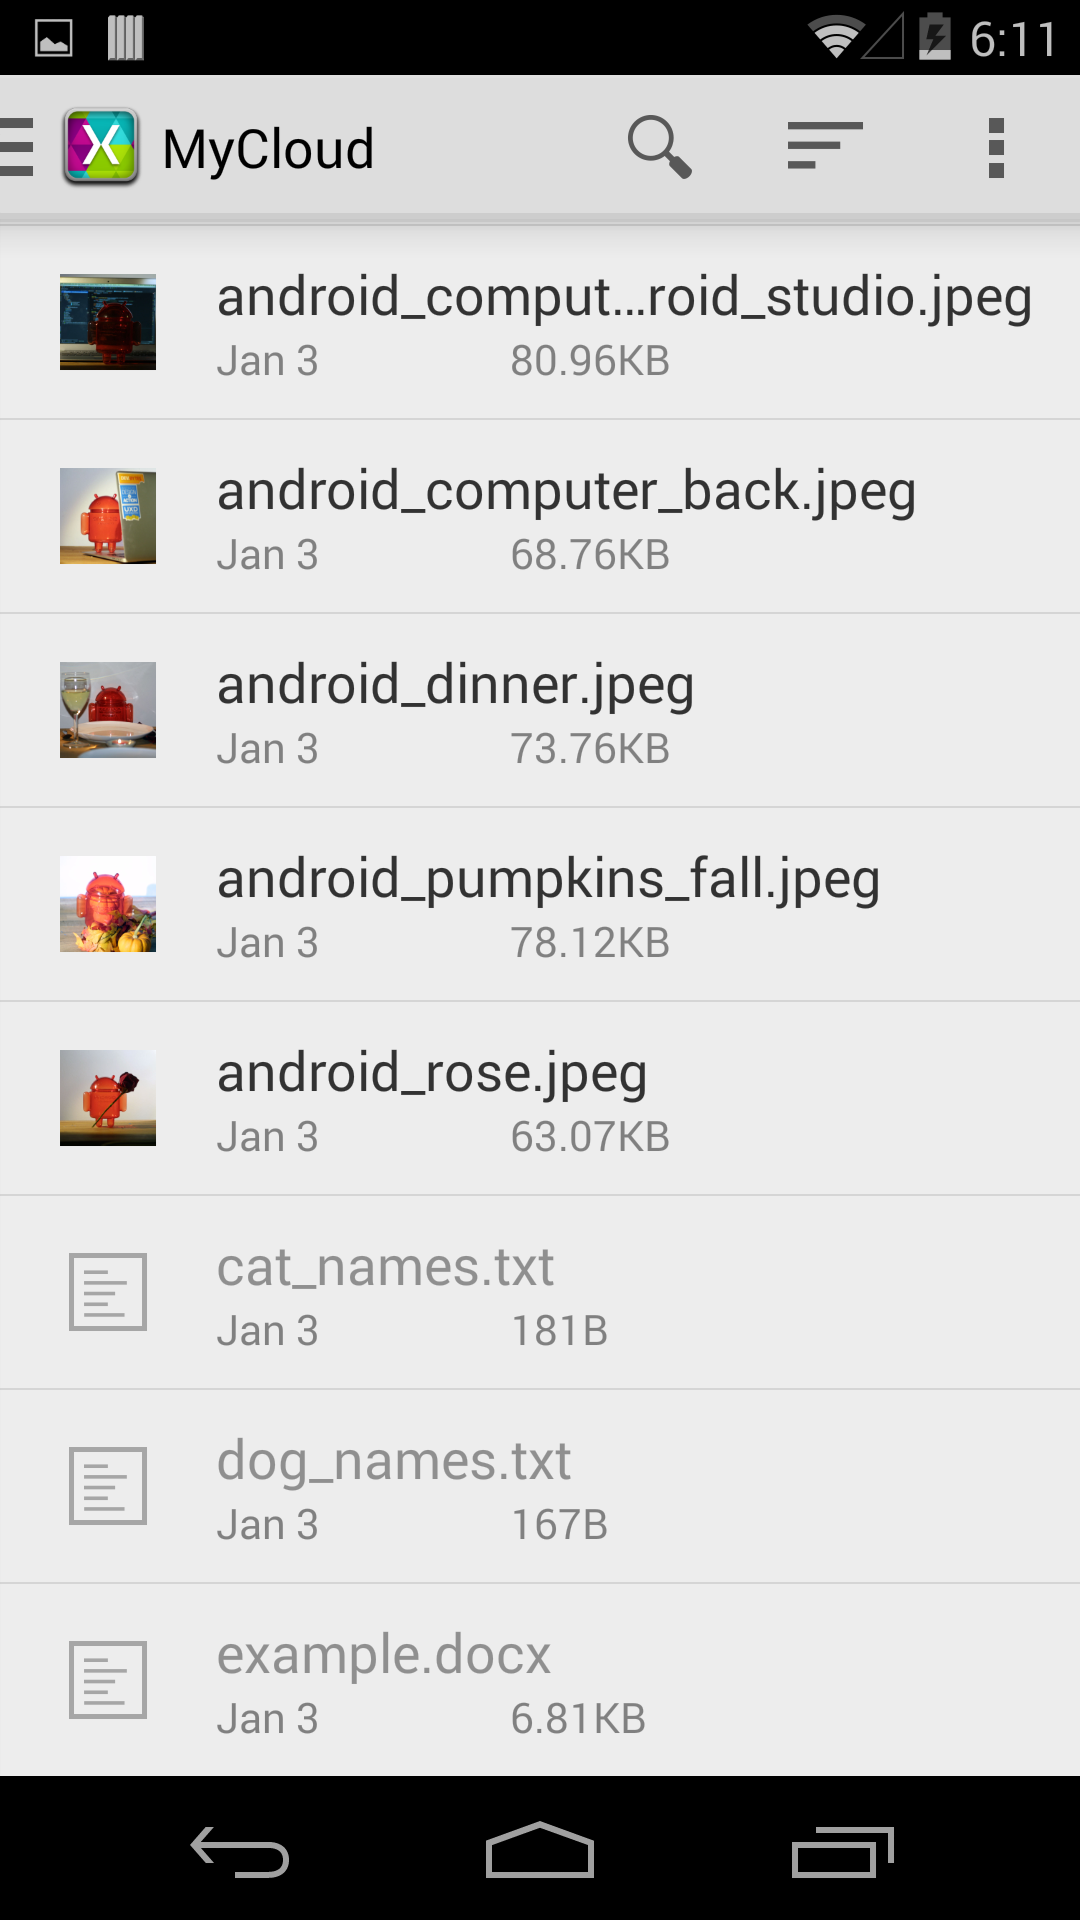 6:11
X MyCloud
android_comput...roid_studio.jpeg
Jan 3 80.96KB
android_computer_back.jpeg
Jan 3 68.76KB
android_dinner.jpeg
Jan 3 73.76KB
android_pumpkins_fall.jpeg
Jan 3 78.12KB
android_rose.jpeg
Jan 3 63.07KB
cat_names.txt
Jan 3 181B
dog_names.txt
Jan 3 167B
example.docx
Jan 3 6.81KB